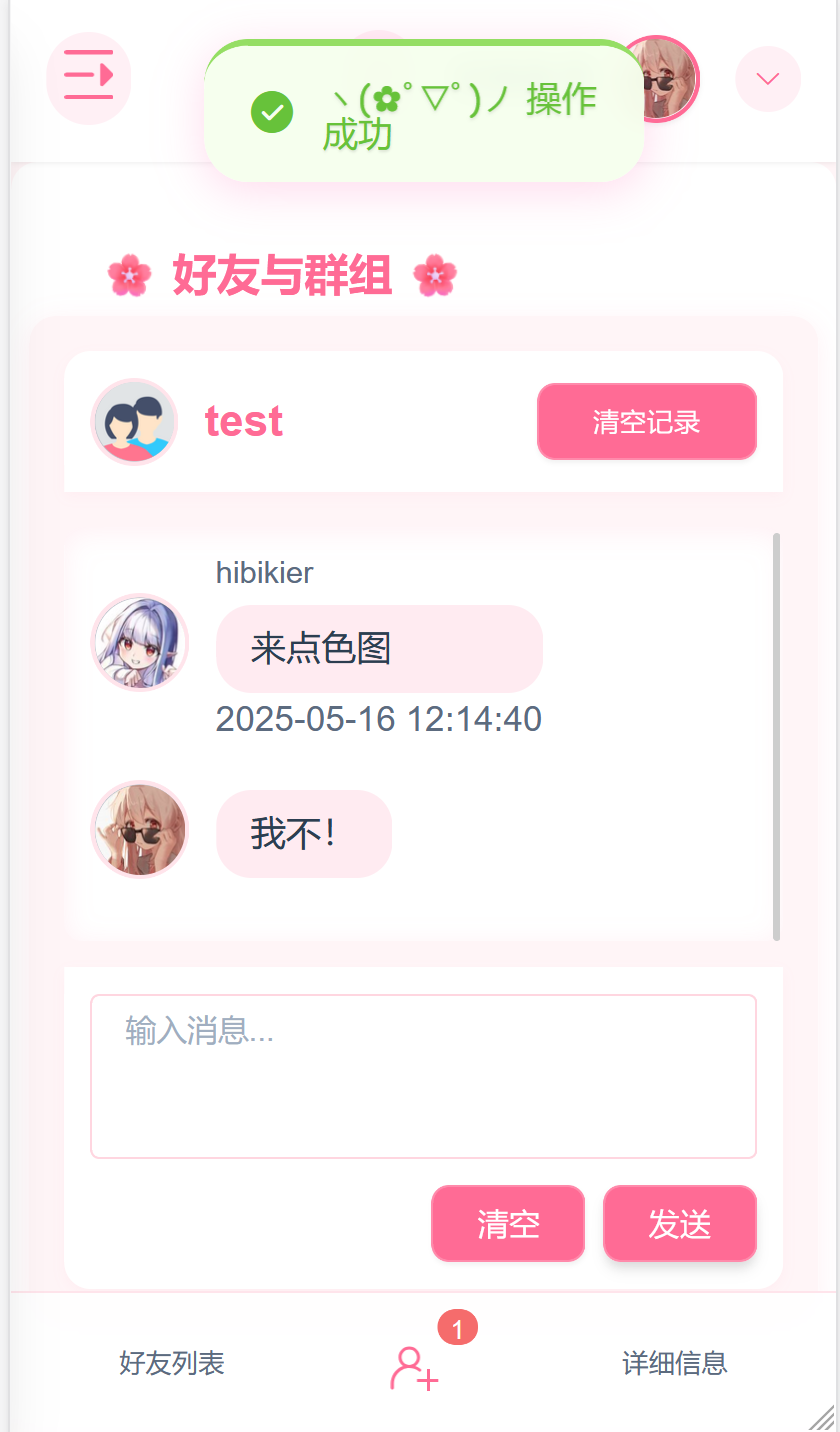 ヽ(✿ﾟ▽ﾟ)ノ 操作
成功
🌸 好友与群组 🌸
test
清空记录
hibikier
来点色图
2025-05-16 12:14:40
我不！
输入消息...
清空
发送
1
好友列表
详细信息